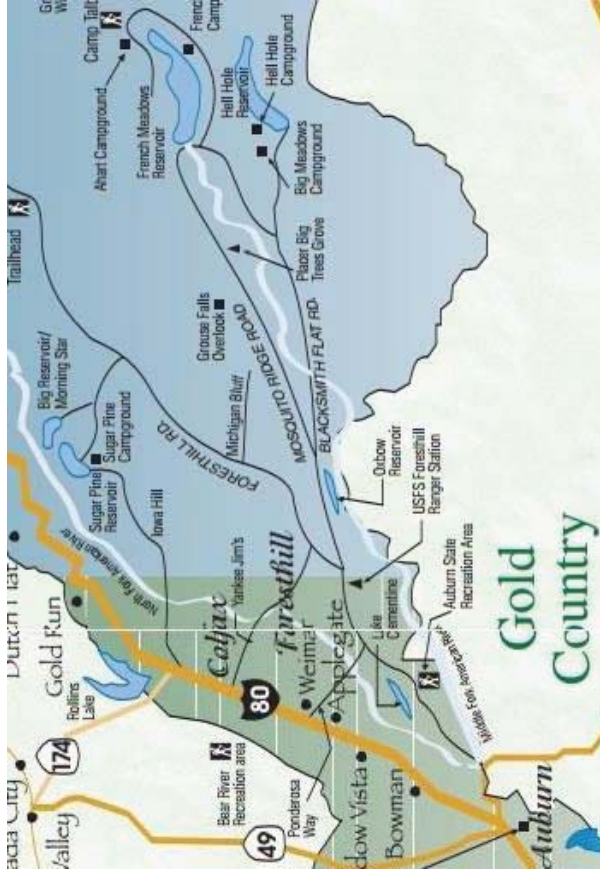 Camp
Ahart Campground
French Meadows
Reservoir
Hell Hole
Reservoir
Hell Hole
Campground
Big Meadows
Campground
Trailhead
Placer Big
Trees Grove
Grouse Falls
Overlook
MOSQUITO RIDGE ROAD
BLACKSMITH FLAT RD.
Big Reservoir/
Morning Star
Sugar Pine
Campground
Sugar Pine
Reservoir
Michigan Bluff
FORESTHILL RD.
Iowa Hill
North Fork American River
Oxbow
Reservoir
USFS Foresthill
Ranger Station
Auburn State
Recreation Area
Gold Run
Colfax
Yankee Jim's
Foresthill
Rollins
Lake
Weimar
Applegate
Lake
Clementine
Middle Fork American River
Gold
Country
80
174
Bear River
Recreation area
Ponderosa
Way
49
Valley
Bowman
Auburn